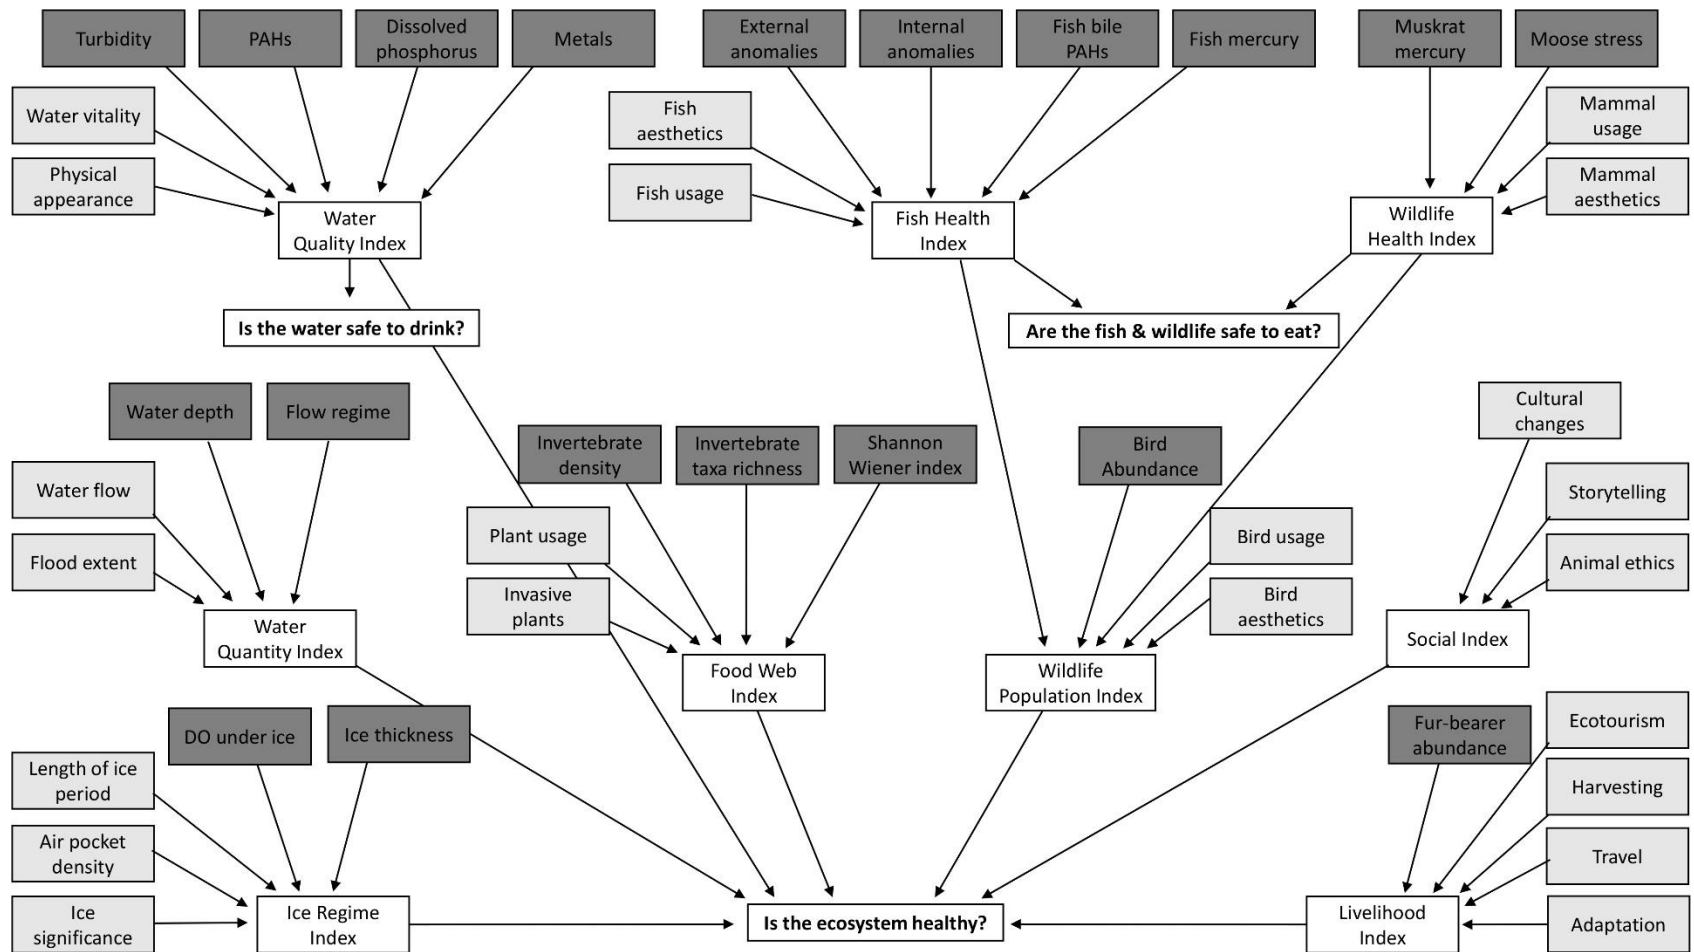 Turbidity
PAHs
Dissolved
phosphorus
Metals
External
anomalies
Internal
anomalies
Fish bile
PAHs
Fish mercury
Muskrat
mercury
Moose stress
Water vitality
Physical
appearance
Fish
aesthetics
Fish usage
Mammal
usage
Mammal
aesthetics
Water
Quality Index
Fish Health
Index
Wildlife
Health Index
Is the water safe to drink?
Are the fish & wildlife safe to eat?
Water depth
Flow regime
Invertebrate
density
Invertebrate
taxa richness
Shannon
Wiener index
Bird
Abundance
Cultural
changes
Water flow
Flood extent
Plant usage
Invasive
plants
Bird usage
Bird
aesthetics
Storytelling
Animal ethics
Water
Quantity Index
Food Web
Index
Wildlife
Population Index
Social Index
DO under ice
Ice thickness
Fur-bearer
abundance
Ecotourism
Harvesting
Travel
Adaptation
Length of ice
period
Air pocket
density
Ice
significance
Ice Regime
Index
Is the ecosystem healthy?
Livelihood
Index